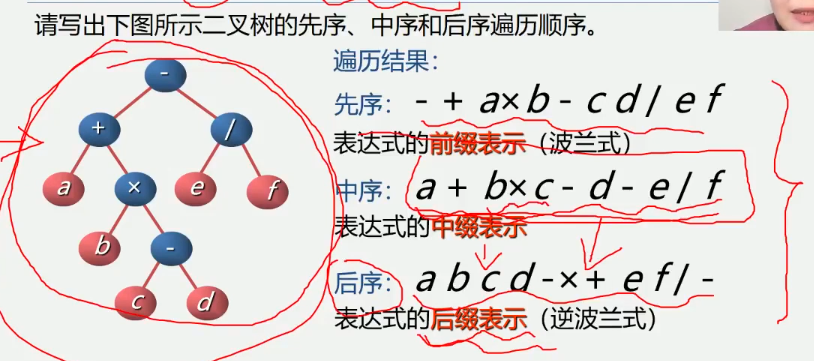 请写出下图所示二叉树的先序、中序和后序遍历顺序。
遍历结果：
先序： - + a×b - c d / e f
表达式的前缀表示（波兰式）
中序： a + b×c - d - e / f
表达式的中缀表示
后序： a b c d -×+ e f / -
表达式的后缀表示（逆波兰式）
-
+ /
a × e f
b -
c d